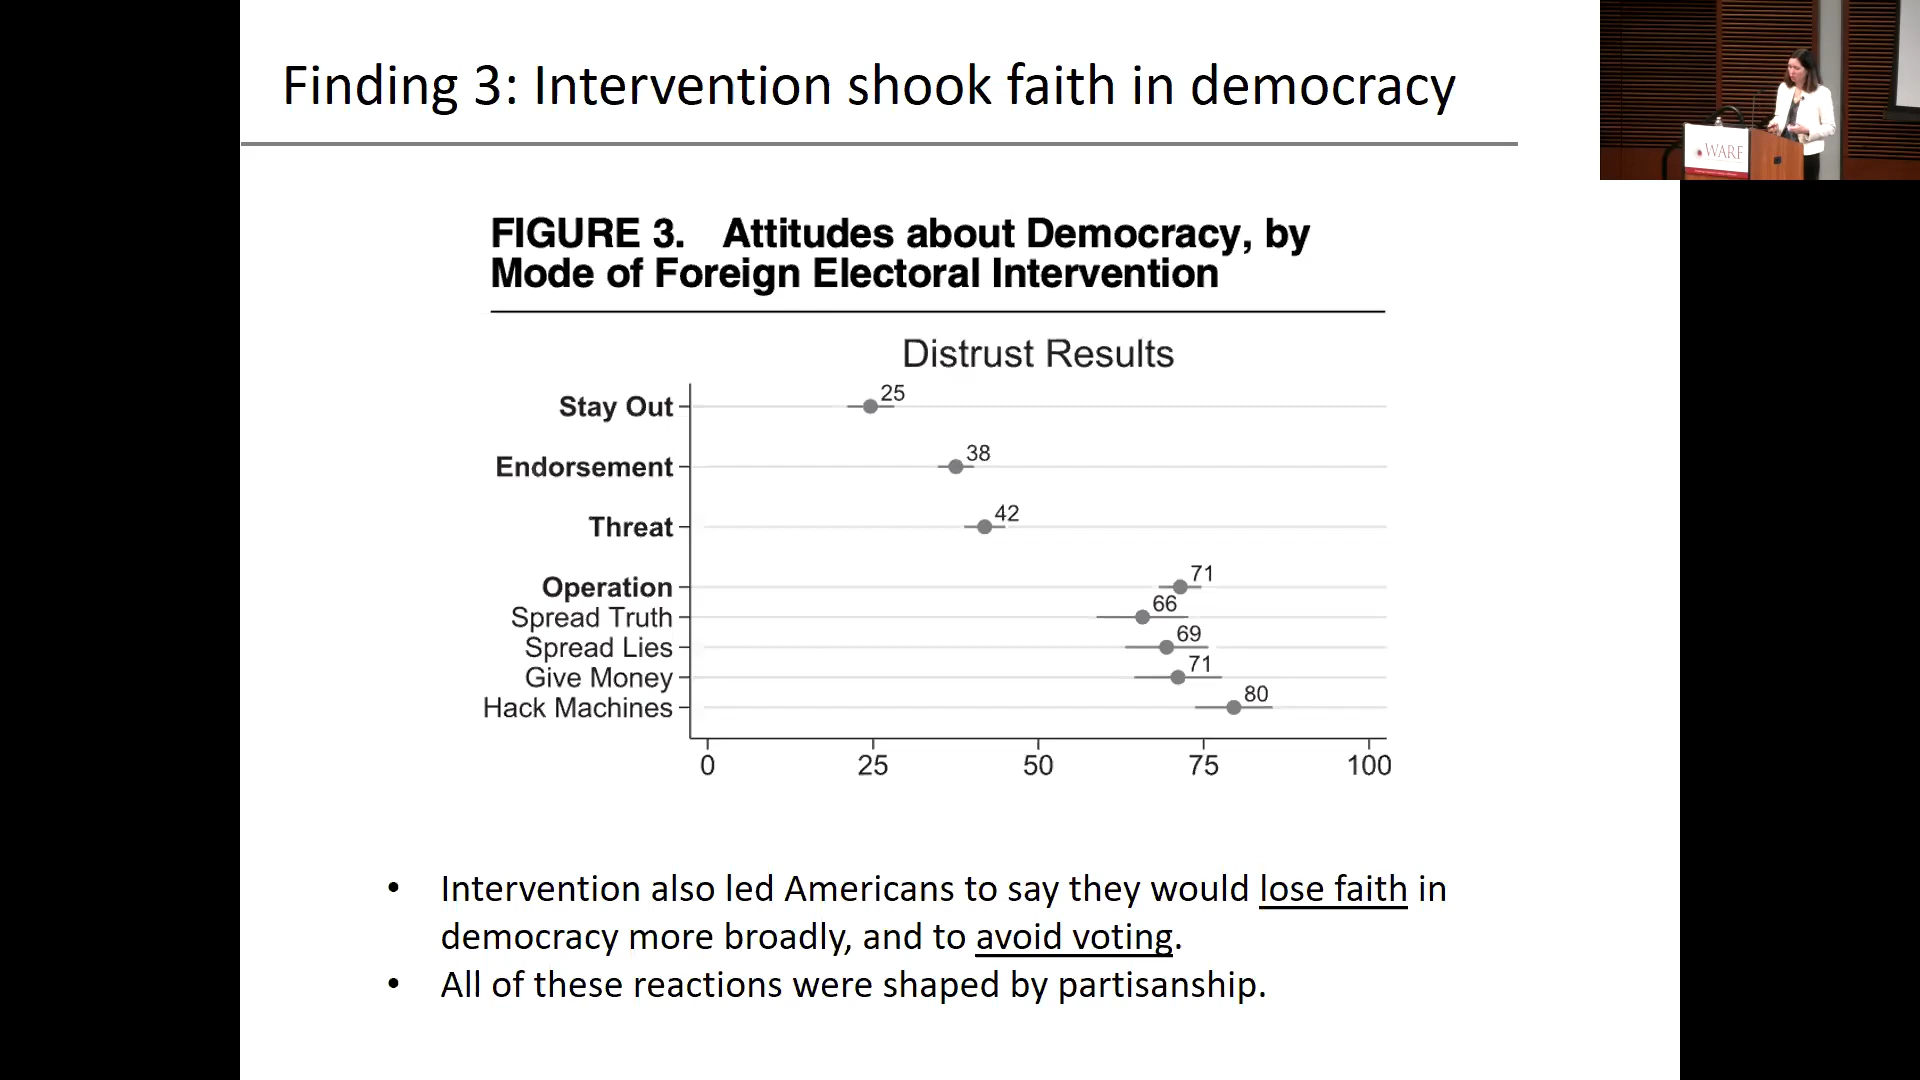 Finding 3: Intervention shook faith in democracy
WARF
FIGURE 3. Attitudes about Democracy, by
Mode of Foreign Electoral Intervention
Distrust Results
Stay Out 25
Endorsement 38
Threat 42
Operation 71
Spread Truth 66
Spread Lies 69
Give Money 71
Hack Machines 80
0 25 50 75 100
• Intervention also led Americans to say they would lose faith in
democracy more broadly, and to avoid voting.
• All of these reactions were shaped by partisanship.